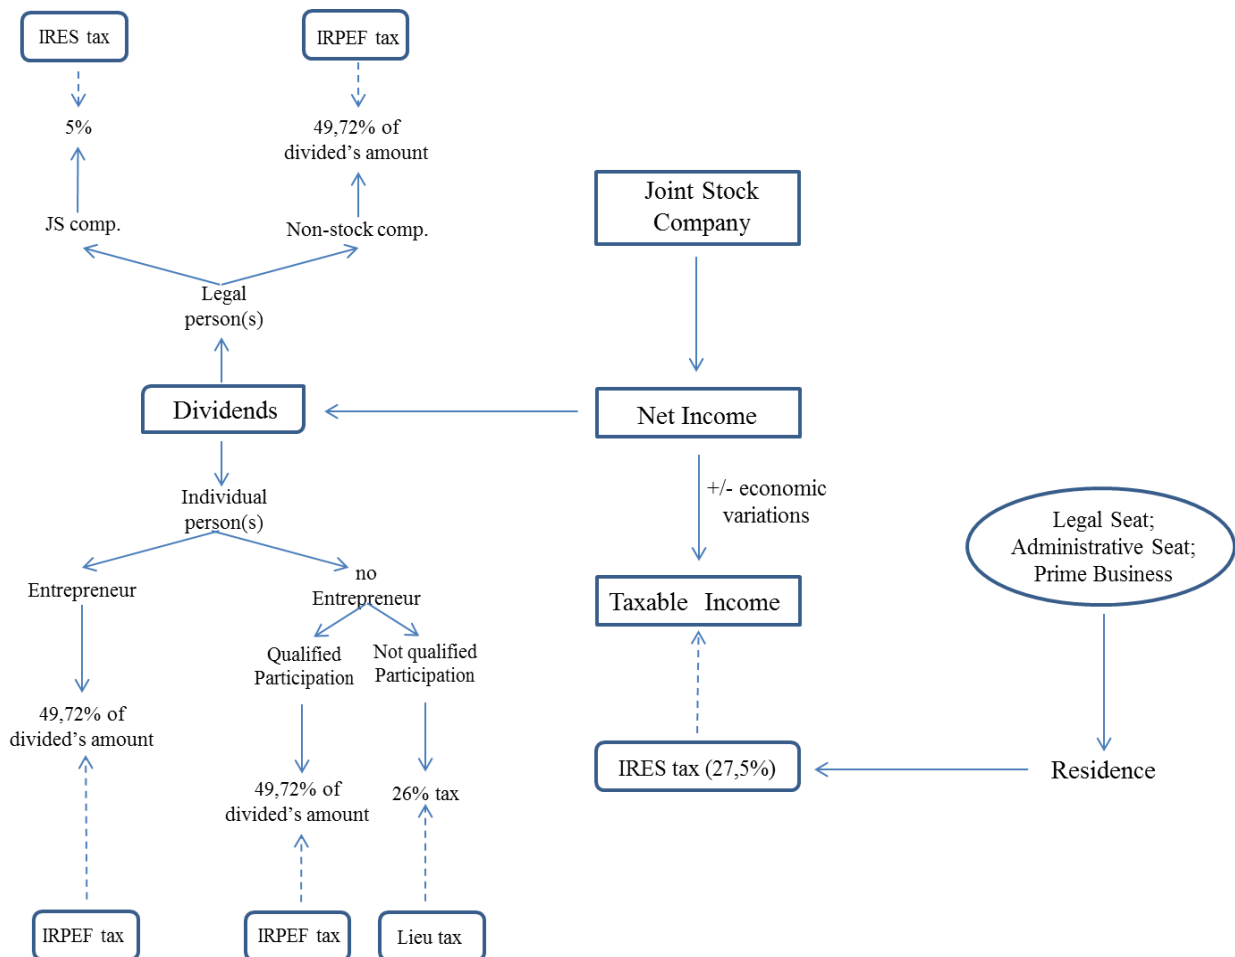 IRES tax
IRPEF tax
5%
49,72% of
divided's amount
JS comp.
Non-stock comp.
Legal
person(s)
Joint Stock
Company
Dividends
Net Income
+/- economic
variations
Individual
person(s)
Entrepreneur
no
Entrepreneur
Qualified
Participation
Not qualified
Participation
49,72% of
divided's amount
49,72% of
divided's amount
26% tax
IRPEF tax
IRPEF tax
Lieu tax
Taxable Income
Legal Seat;
Administrative Seat;
Prime Business
IRES tax (27,5%)
Residence